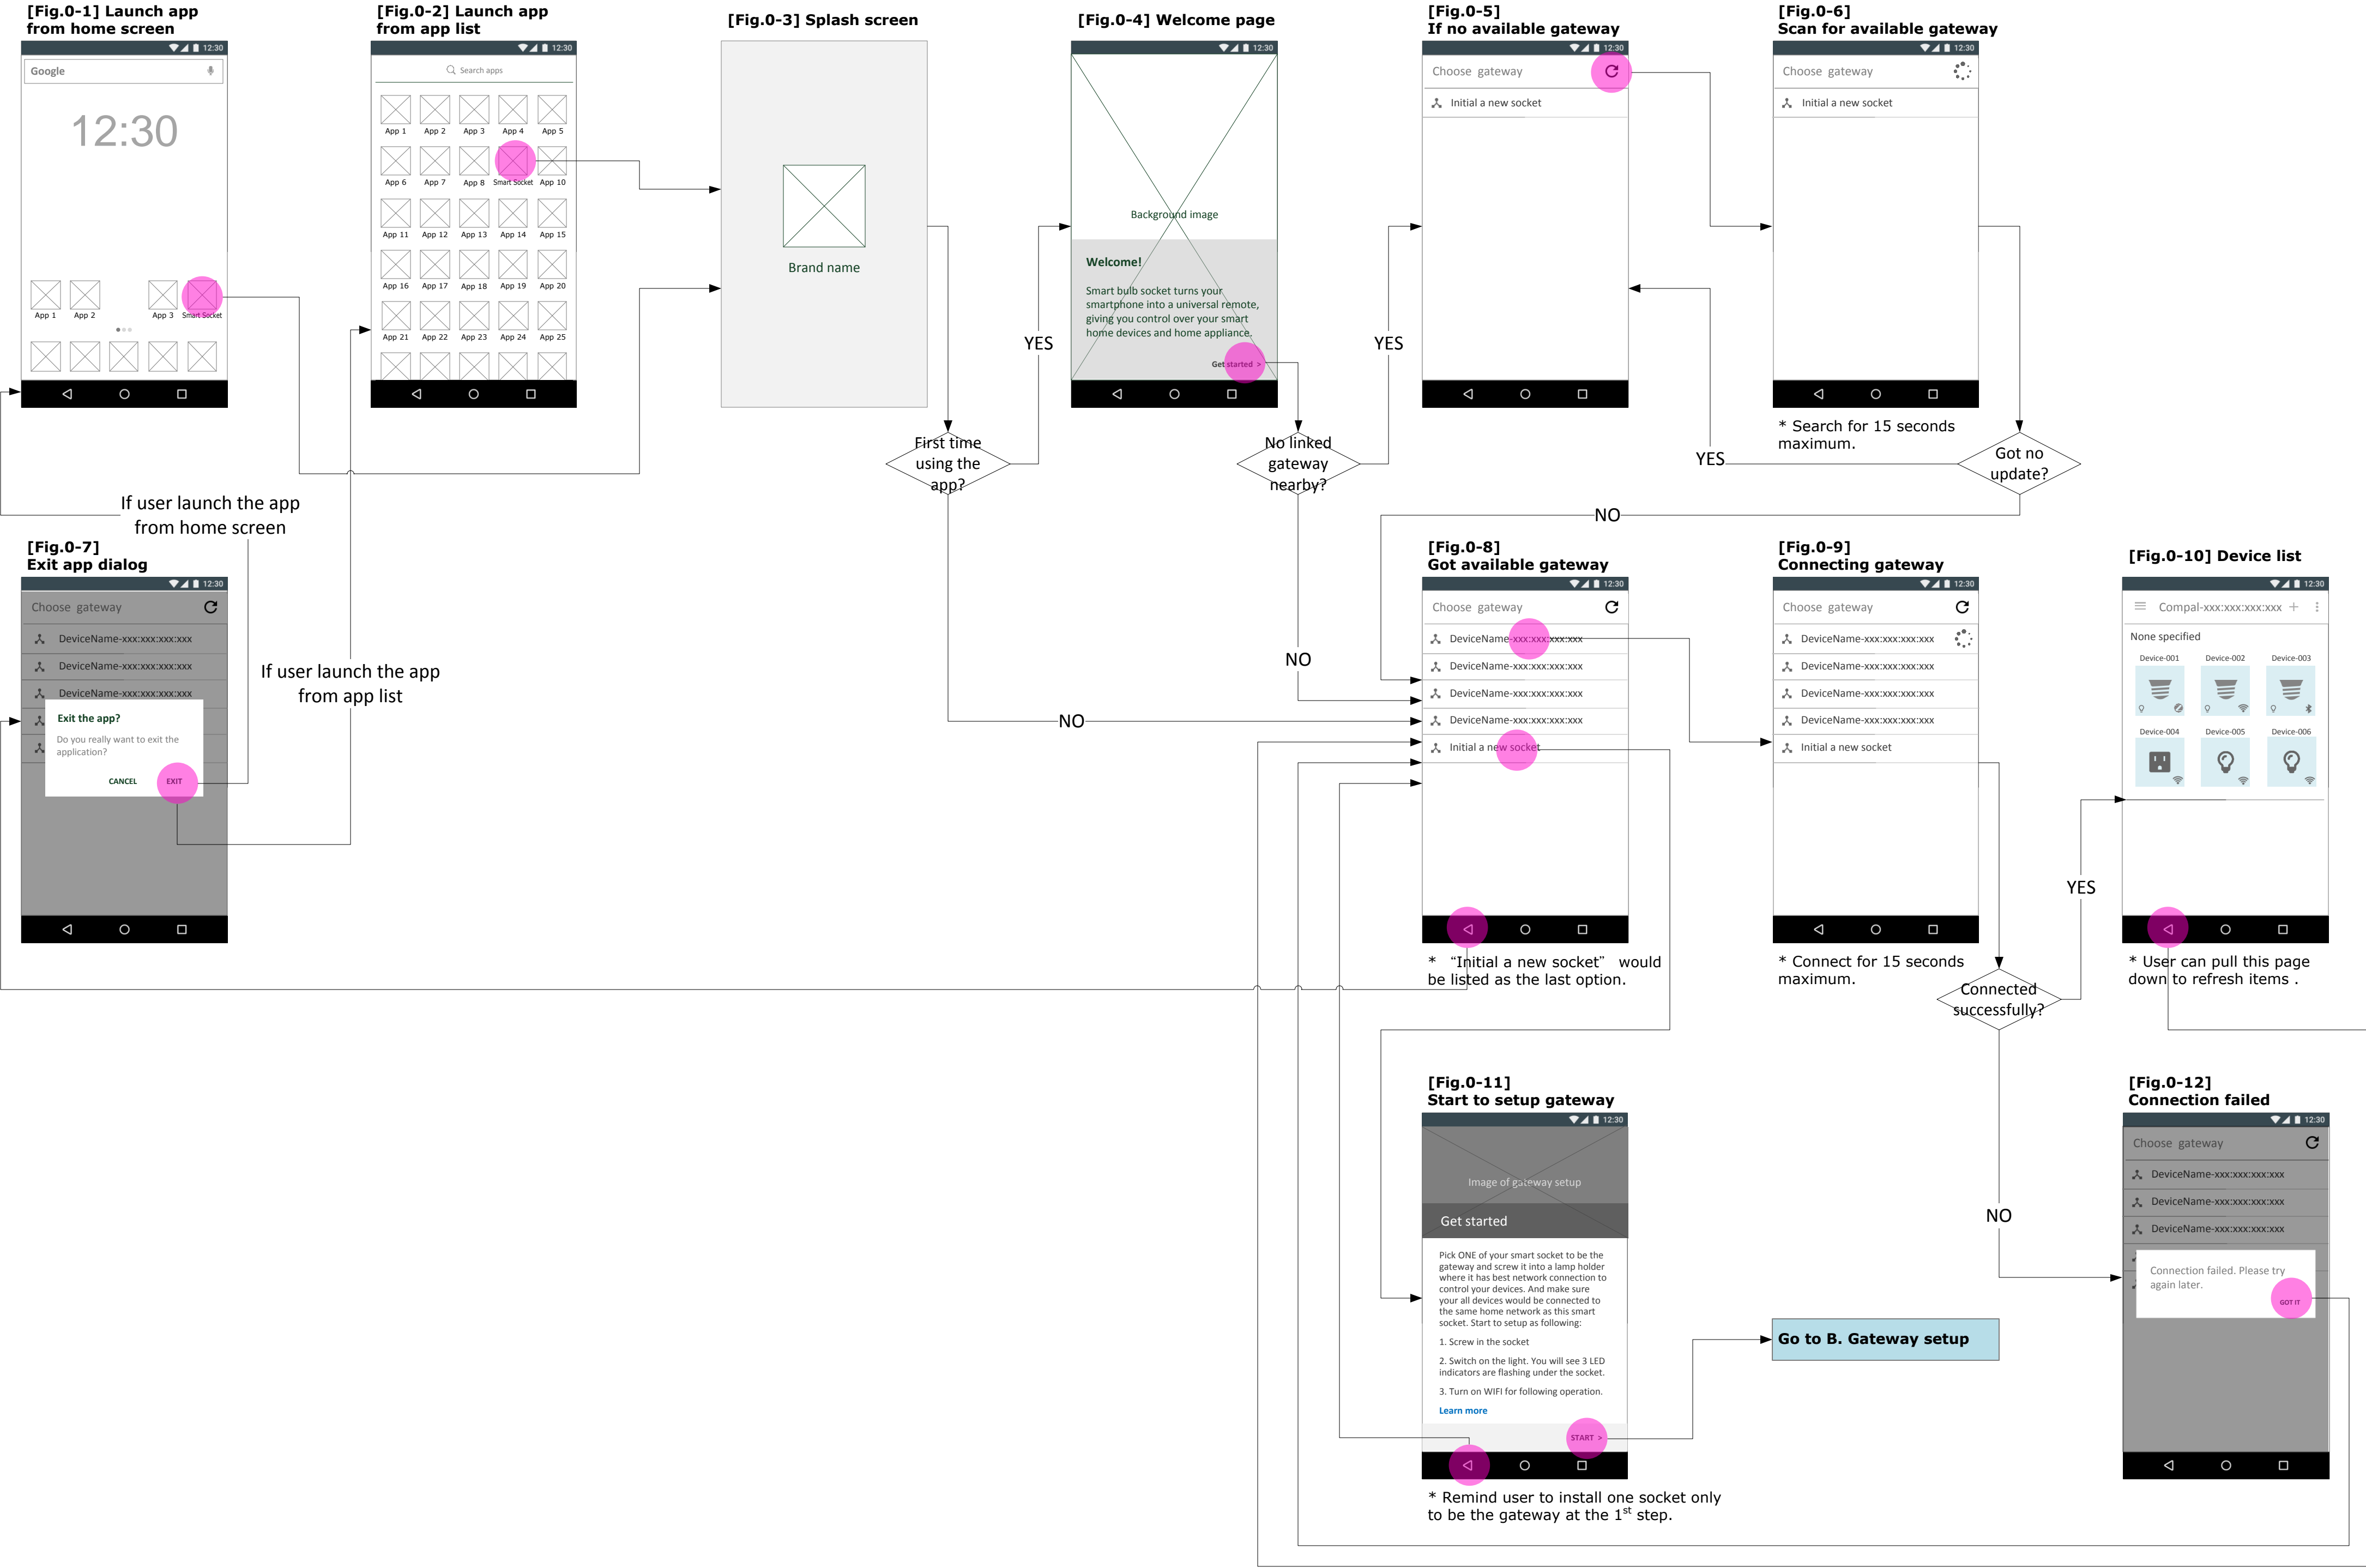 [Fig.0-1] Launch app
from home screen
12:30
Google
12:30
App 1
App 2
App 3
Smart Socket
[Fig.0-2] Launch app
from app list
12:30
Search apps
App 1
App 2
App 3
App 4
App 5
App 6
App 7
App 8
Smart Socket
App 10
App 11
App 12
App 13
App 14
App 15
App 16
App 17
App 18
App 19
App 20
App 21
App 22
App 23
App 24
App 25
[Fig.0-3] Splash screen
Brand name
[Fig.0-4] Welcome page
12:30
Background image
Welcome!
Smart bulb socket turns your
smartphone into a universal remote,
giving you control over your smart
home devices and home appliance.
Get started >
[Fig.0-5]
If no available gateway
12:30
Choose gateway
Initial a new socket
[Fig.0-6]
Scan for available gateway
12:30
Choose gateway
Initial a new socket
* Search for 15 seconds
maximum.
First time
using the
app?
YES
NO
No linked
gateway
nearby?
YES
NO
Got no
update?
YES
NO
If user launch the app
from home screen
If user launch the app
from app list
[Fig.0-7]
Exit app dialog
12:30
Choose gateway
DeviceName-xxx:xxx:xxx:xxx
DeviceName-xxx:xxx:xxx:xxx
DeviceName-xxx:xxx:xxx:xxx
Exit the app?
Do you really want to exit the
application?
CANCEL
EXIT
[Fig.0-8]
Got available gateway
12:30
Choose gateway
DeviceName-xxx:xxx:xxx:xxx
DeviceName-xxx:xxx:xxx:xxx
DeviceName-xxx:xxx:xxx:xxx
DeviceName-xxx:xxx:xxx:xxx
Initial a new socket
* “Initial a new socket” would
be listed as the last option.
[Fig.0-9]
Connecting gateway
12:30
Choose gateway
DeviceName-xxx:xxx:xxx:xxx
DeviceName-xxx:xxx:xxx:xxx
DeviceName-xxx:xxx:xxx:xxx
DeviceName-xxx:xxx:xxx:xxx
Initial a new socket
* Connect for 15 seconds
maximum.
Connected
successfully?
YES
NO
[Fig.0-10] Device list
12:30
Compal-xxx:xxx:xxx:xxx
None specified
Device-001
Device-002
Device-003
Device-004
Device-005
Device-006
* User can pull this page
down to refresh items .
[Fig.0-11]
Start to setup gateway
12:30
Image of gateway setup
Get started
Pick ONE of your smart socket to be the
gateway and screw it into a lamp holder
where it has best network connection to
control your devices. And make sure
your all devices would be connected to
the same home network as this smart
socket. Start to setup as following:
1. Screw in the socket
2. Switch on the light. You will see 3 LED
indicators are flashing under the socket.
3. Turn on WIFI for following operation.
Learn more
START >
* Remind user to install one socket only
to be the gateway at the 1st step.
Go to B. Gateway setup
[Fig.0-12]
Connection failed
12:30
Choose gateway
DeviceName-xxx:xxx:xxx:xxx
DeviceName-xxx:xxx:xxx:xxx
DeviceName-xxx:xxx:xxx:xxx
Connection failed. Please try
again later.
GOT IT